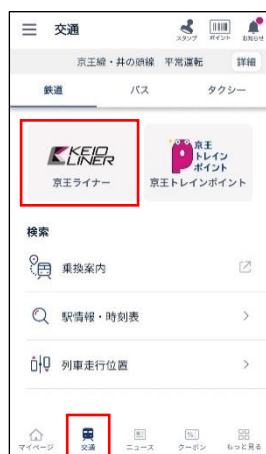 交通
スタンプ
ポイント
お知らせ
京王線・井の頭線 平常運転 詳細
鉄道 バス タクシー
KEIO
LINER
京王ライナー
京王
トレイン
ポイント
京王トレインポイント
検索
乗換案内
駅情報・時刻表
列車走行位置
マイページ 交通 ニュース クーポン もっと見る